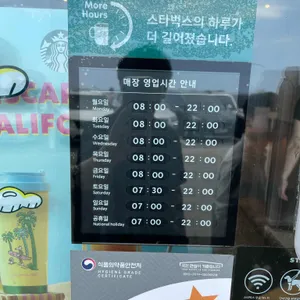 More
Hours
스타벅스의 하루가
더 길어졌습니다.
매장 영업시간 안내
월요일 08 : 00 - 22 : 00
Monday
화요일 08 : 00 - 22 : 00
Tuesday
수요일 08 : 00 - 22 : 00
Wednesday
목요일 08 : 00 - 22 : 00
Thursday
금요일 08 : 00 - 22 : 00
Friday
토요일 07 : 30 - 22 : 00
Saturday
일요일 07 : 00 - 22 : 00
Sunday
공휴일 07 : 00 - 22 : 00
National holiday
식품의약품안전처
HYGIENE GRADE
CERTIFICATE